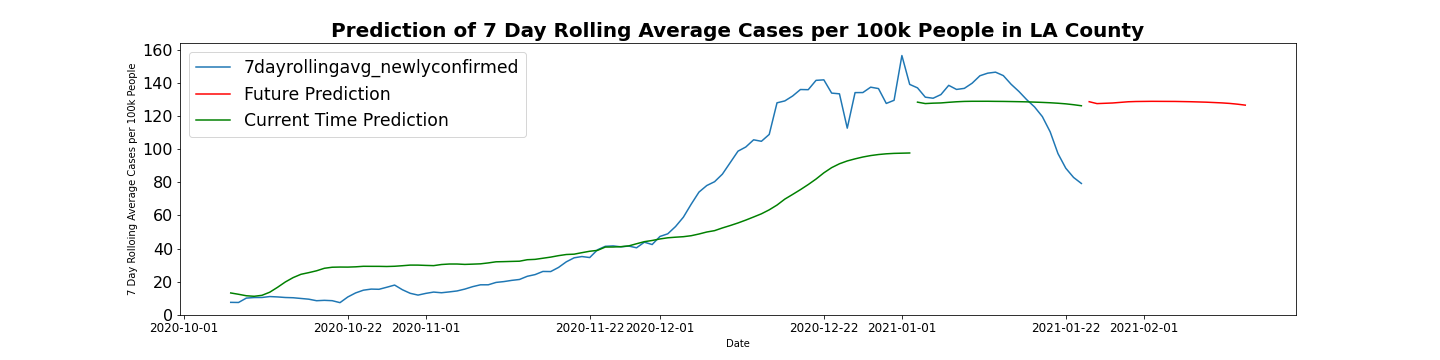 Prediction of 7 Day Rolling Average Cases per 100k People in LA County
7 Day Rolloing Average Cases per 100k People
160
140
120
100
80
60
40
20
0
7dayrollingavg_newlyconfirmed
Future Prediction
Current Time Prediction
2020-10-01 2020-10-22 2020-11-01 2020-11-22 2020-12-01 2020-12-22 2021-01-01 2021-01-22 2021-02-01
Date